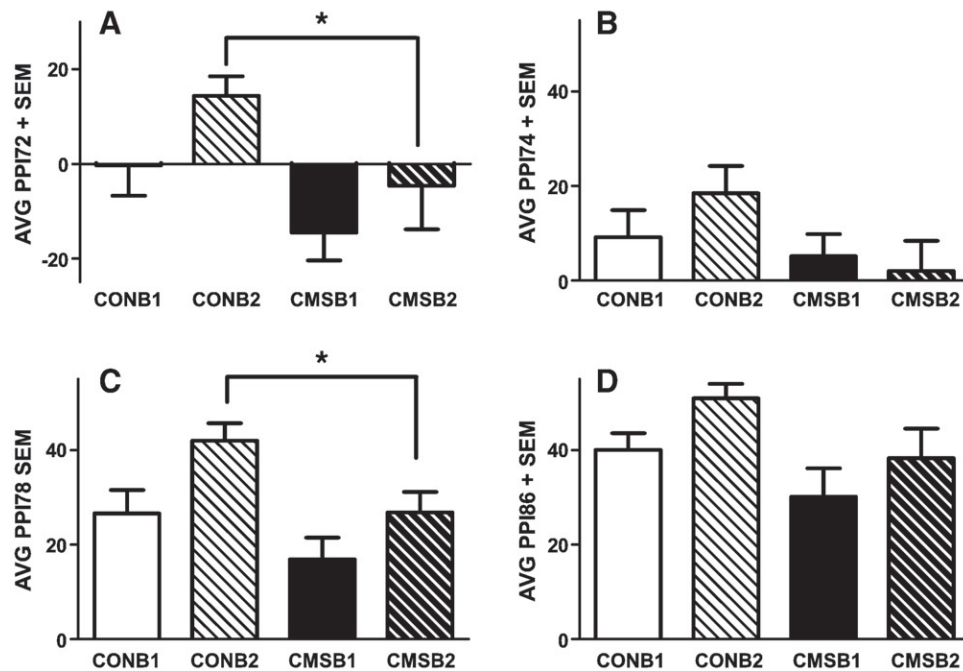 A
*
AVG PPI72 + SEM
20
0
-20
CONB1 CONB2 CMSB1 CMSB2
B
AVG PPI74 + SEM
40
20
0
CONB1 CONB2 CMSB1 CMSB2
C
*
AVG PPI78 SEM
40
20
0
CONB1 CONB2 CMSB1 CMSB2
D
AVG PPI86 + SEM
40
20
0
CONB1 CONB2 CMSB1 CMSB2